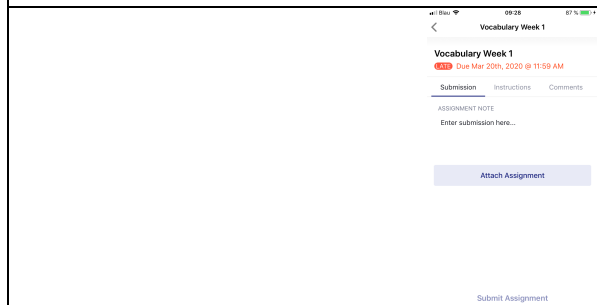 Blau 09:28 87 %
Vocabulary Week 1
Vocabulary Week 1
LATE Due Mar 20th, 2020 @ 11:59 AM
Submission Instructions Comments
ASSIGNMENT NOTE
Enter submission here...
Attach Assignment
Submit Assignment